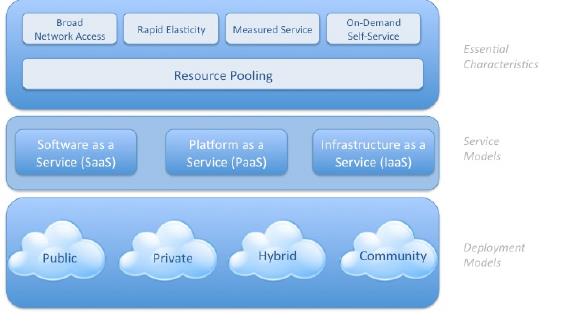 Broad
Network Access
Rapid Elasticity
Measured Service
On-Demand
Self-Service
Resource Pooling
Essential
Characteristics
Software as a
Service (SaaS)
Platform as a
Service (PaaS)
Infrastructure as a
Service (IaaS)
Service
Models
Public
Private
Hybrid
Community
Deployment
Models